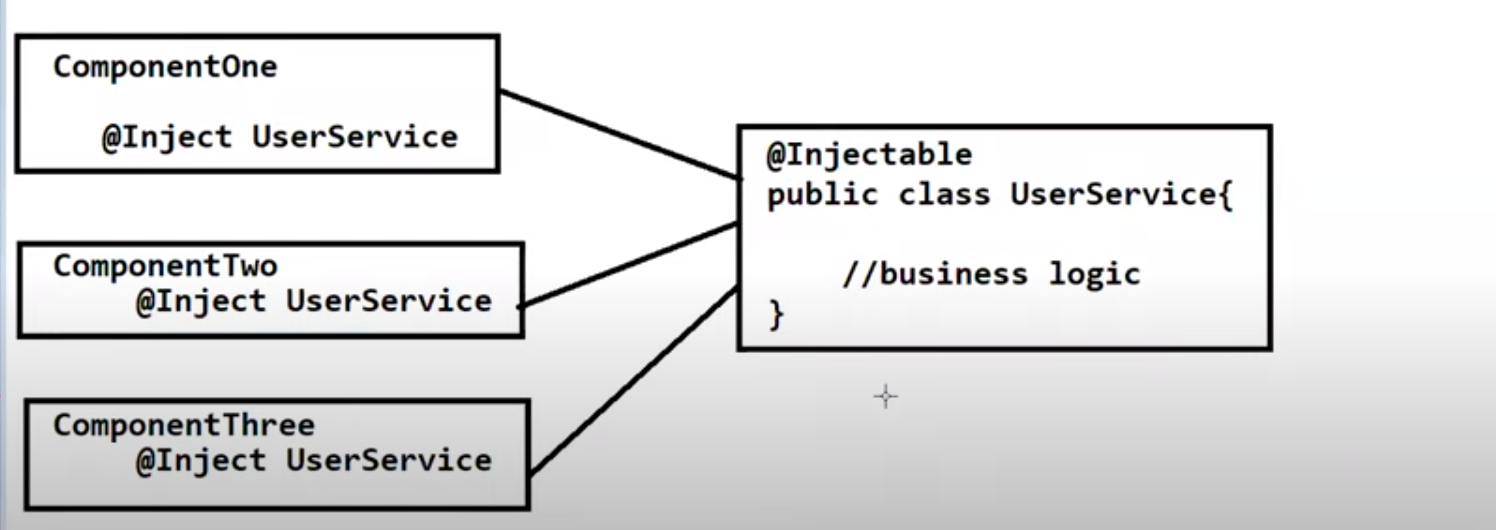 ComponentOne
@Inject UserService
ComponentTwo
@Inject UserService
ComponentThree
@Inject UserService
@Injectable
public class UserService{
//business logic
}